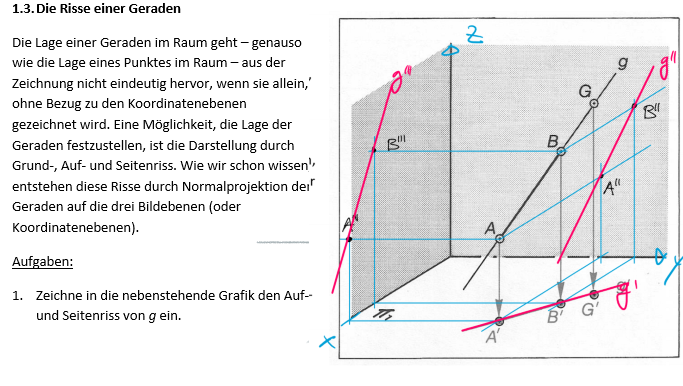 1.3. Die Risse einer Geraden
Die Lage einer Geraden im Raum geht – genauso
wie die Lage eines Punktes im Raum – aus der
Zeichnung nicht eindeutig hervor, wenn sie allein,
ohne Bezug zu den Koordinatenebenen
gezeichnet wird. Eine Möglichkeit, die Lage der
Geraden festzustellen, ist die Darstellung durch
Grund-, Auf- und Seitenriss. Wie wir schon wissen,
entstehen diese Risse durch Normalprojektion der
Geraden auf die drei Bildebenen (oder
Koordinatenebenen).
Aufgaben:
1. Zeichne in die nebenstehende Grafik den Auf-
und Seitenriss von g ein.
z
g'''
g
g''
G
B''
B'''
B
A''
A'''
A
y
g'
π₁
B'
G'
x
A'